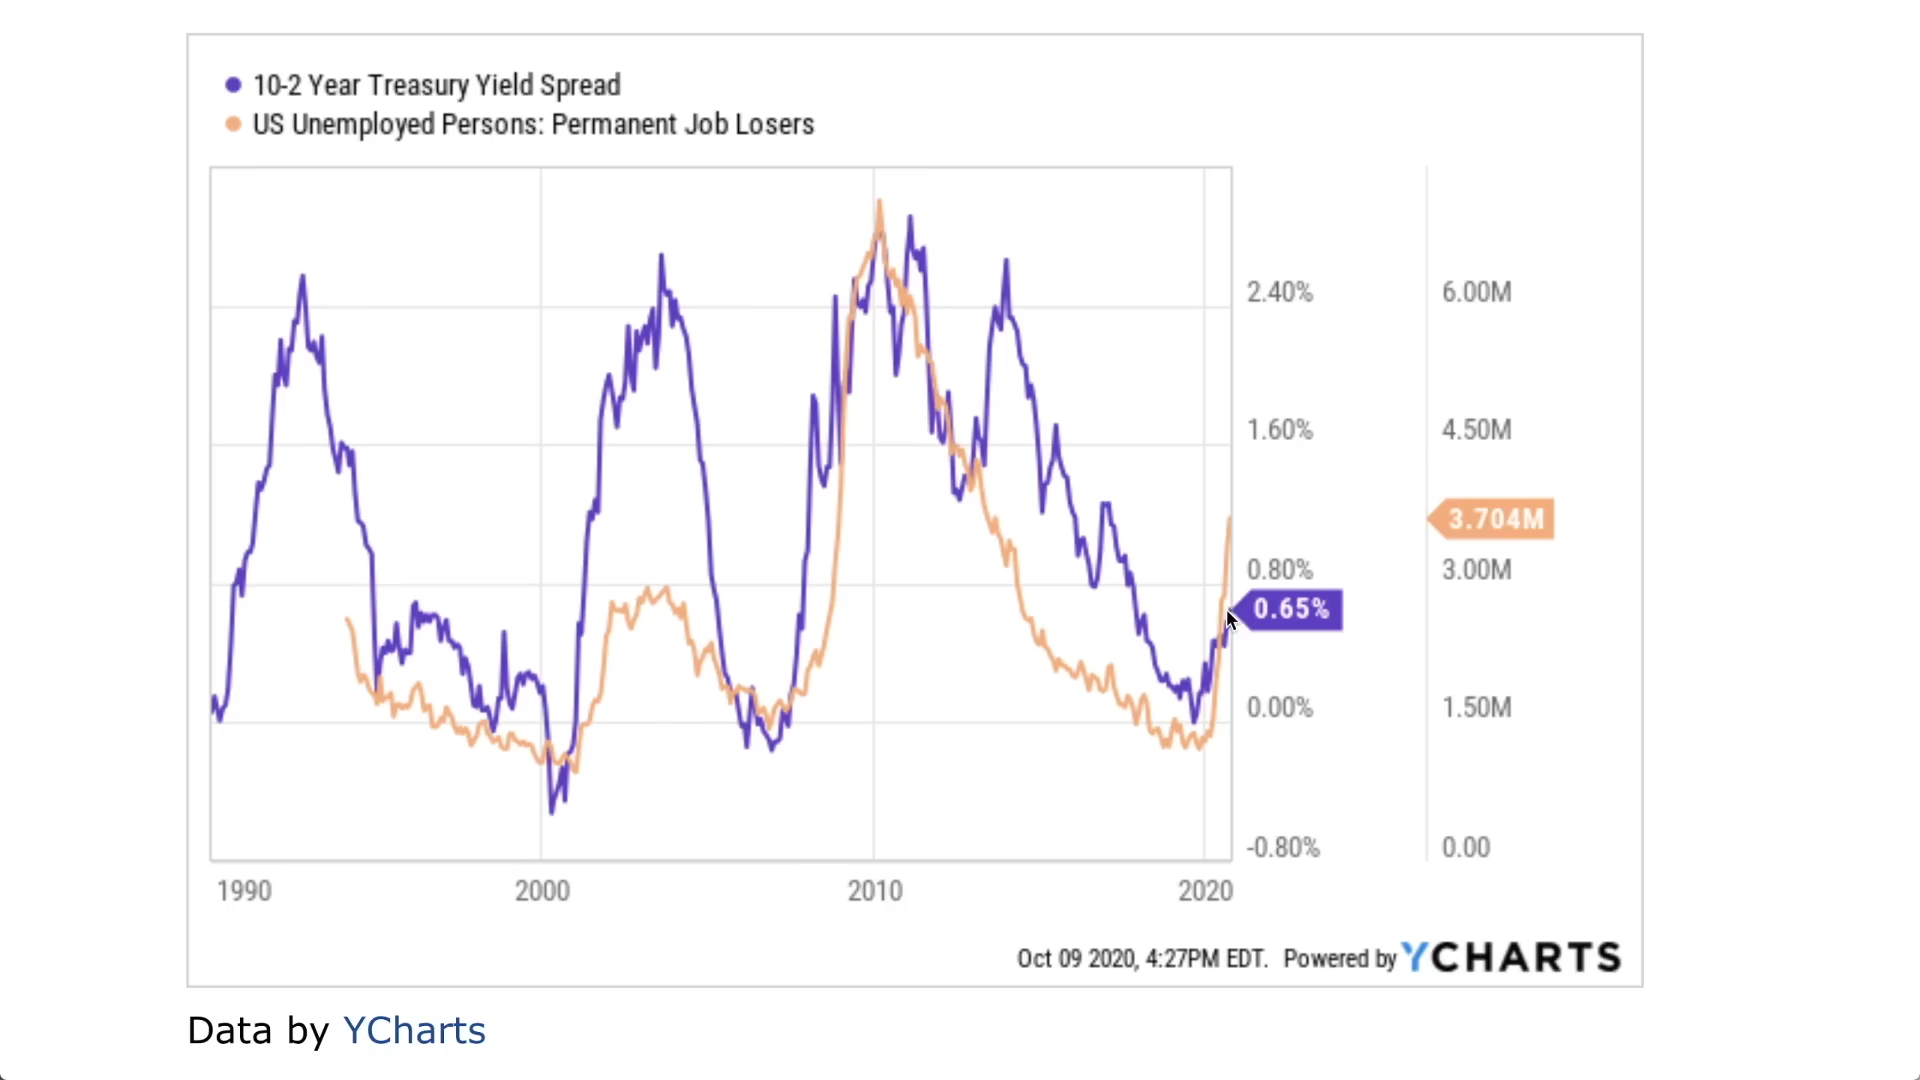 10-2 Year Treasury Yield Spread
US Unemployed Persons: Permanent Job Losers
2.40% 6.00M
1.60% 4.50M
3.704M
0.80% 3.00M
0.65%
0.00% 1.50M
-0.80% 0.00
1990 2000 2010 2020
Oct 09 2020, 4:27PM EDT. Powered by YCHARTS
Data by YCharts